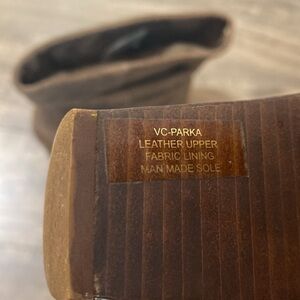 VC-PARKA
LEATHER UPPER
FABRIC LINING
MAN MADE SOLE